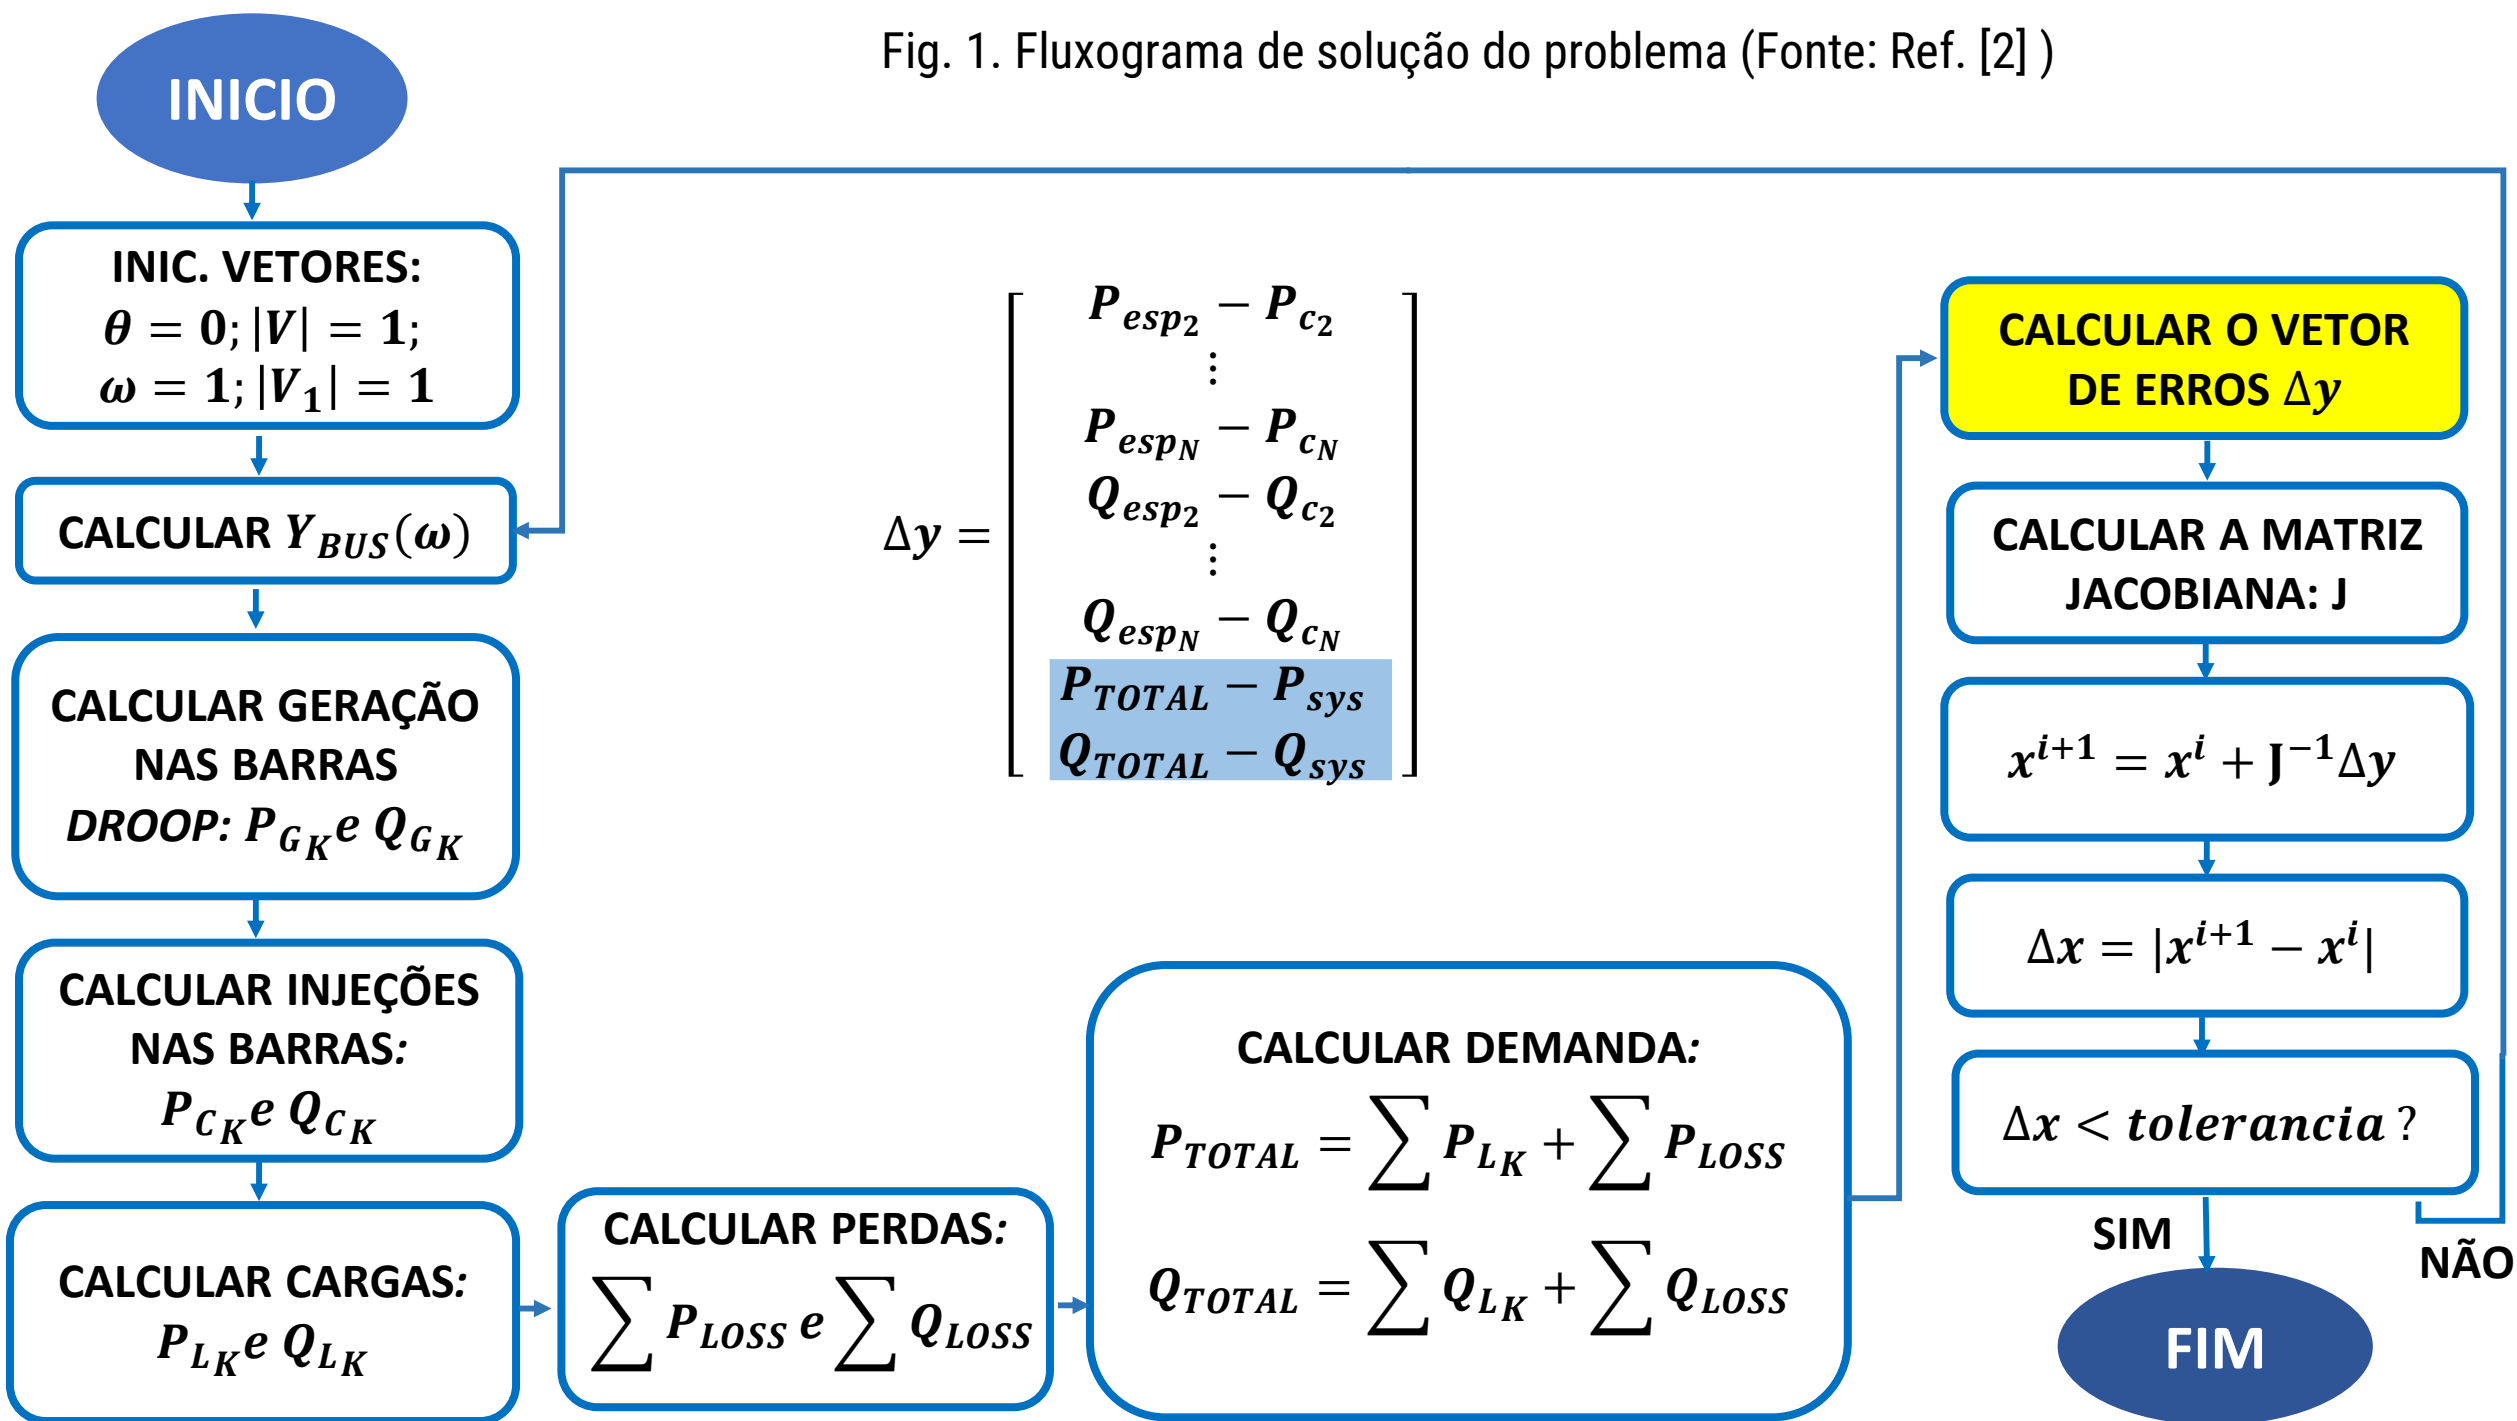 Fig. 1. Fluxograma de solução do problema (Fonte: Ref. [2] )
INICIO
INIC. VETORES:
θ = 0; |V| = 1;
ω = 1; |V₁| = 1
CALCULAR Y_BUS(ω)
CALCULAR GERAÇÃO
NAS BARRAS
DROOP: P_G_K e Q_G_K
CALCULAR INJEÇÕES
NAS BARRAS:
P_C_K e Q_C_K
CALCULAR CARGAS:
P_L_K e Q_L_K
CALCULAR PERDAS:
∑ P_LOSS e ∑ Q_LOSS
CALCULAR DEMANDA:
P_TOTAL = ∑ P_L_K + ∑ P_LOSS
Q_TOTAL = ∑ Q_L_K + ∑ Q_LOSS
P_esp₂ − P_c₂
⋮
P_esp_N − P_c_N
Q_esp₂ − Q_c₂
Δy =
⋮
Q_esp_N − Q_c_N
P_TOTAL − P_sys
Q_TOTAL − Q_sys
CALCULAR O VETOR
DE ERROS Δy
CALCULAR A MATRIZ
JACOBIANA: J
x^{i+1} = x^i + J^{−1}Δy
Δx = |x^{i+1} − x^i|
Δx < tolerancia ?
SIM
NÃO
FIM